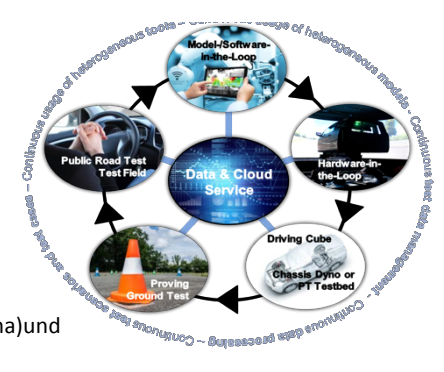 Continuous usage of heterogeneous tools –
usage of heterogeneous models - Continuous test data management - Continuous data processing – Continuous test scenarios and test cases –
Model-/Software-
in-the-Loop
Hardware-in-
the-Loop
Driving Cube
Chassis Dyno or
PT Testbed
Proving
Ground Test
Public Road Test
Test Field
Data & Cloud
Service
na)und